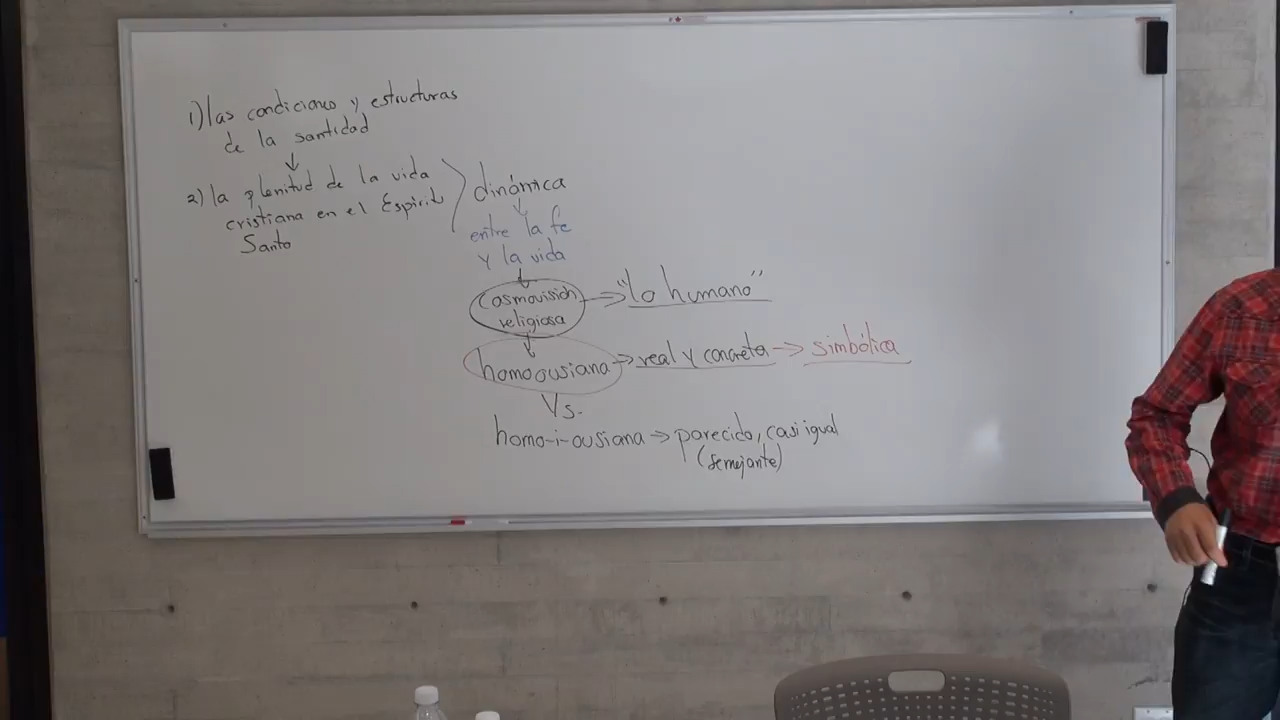 1) las condiciones y estructuras
de la santidad
↓
2) la plenitud de la vida
cristiana en el Espíritu
Santo
dinámica
↓
entre la fe
y la vida
↓
Cosmovisión → "lo humano"
religiosa
↓
homoousiana → real y concreta → simbólica
Vs.
homo-i-ousiana → parecido, casi igual
(semejante)